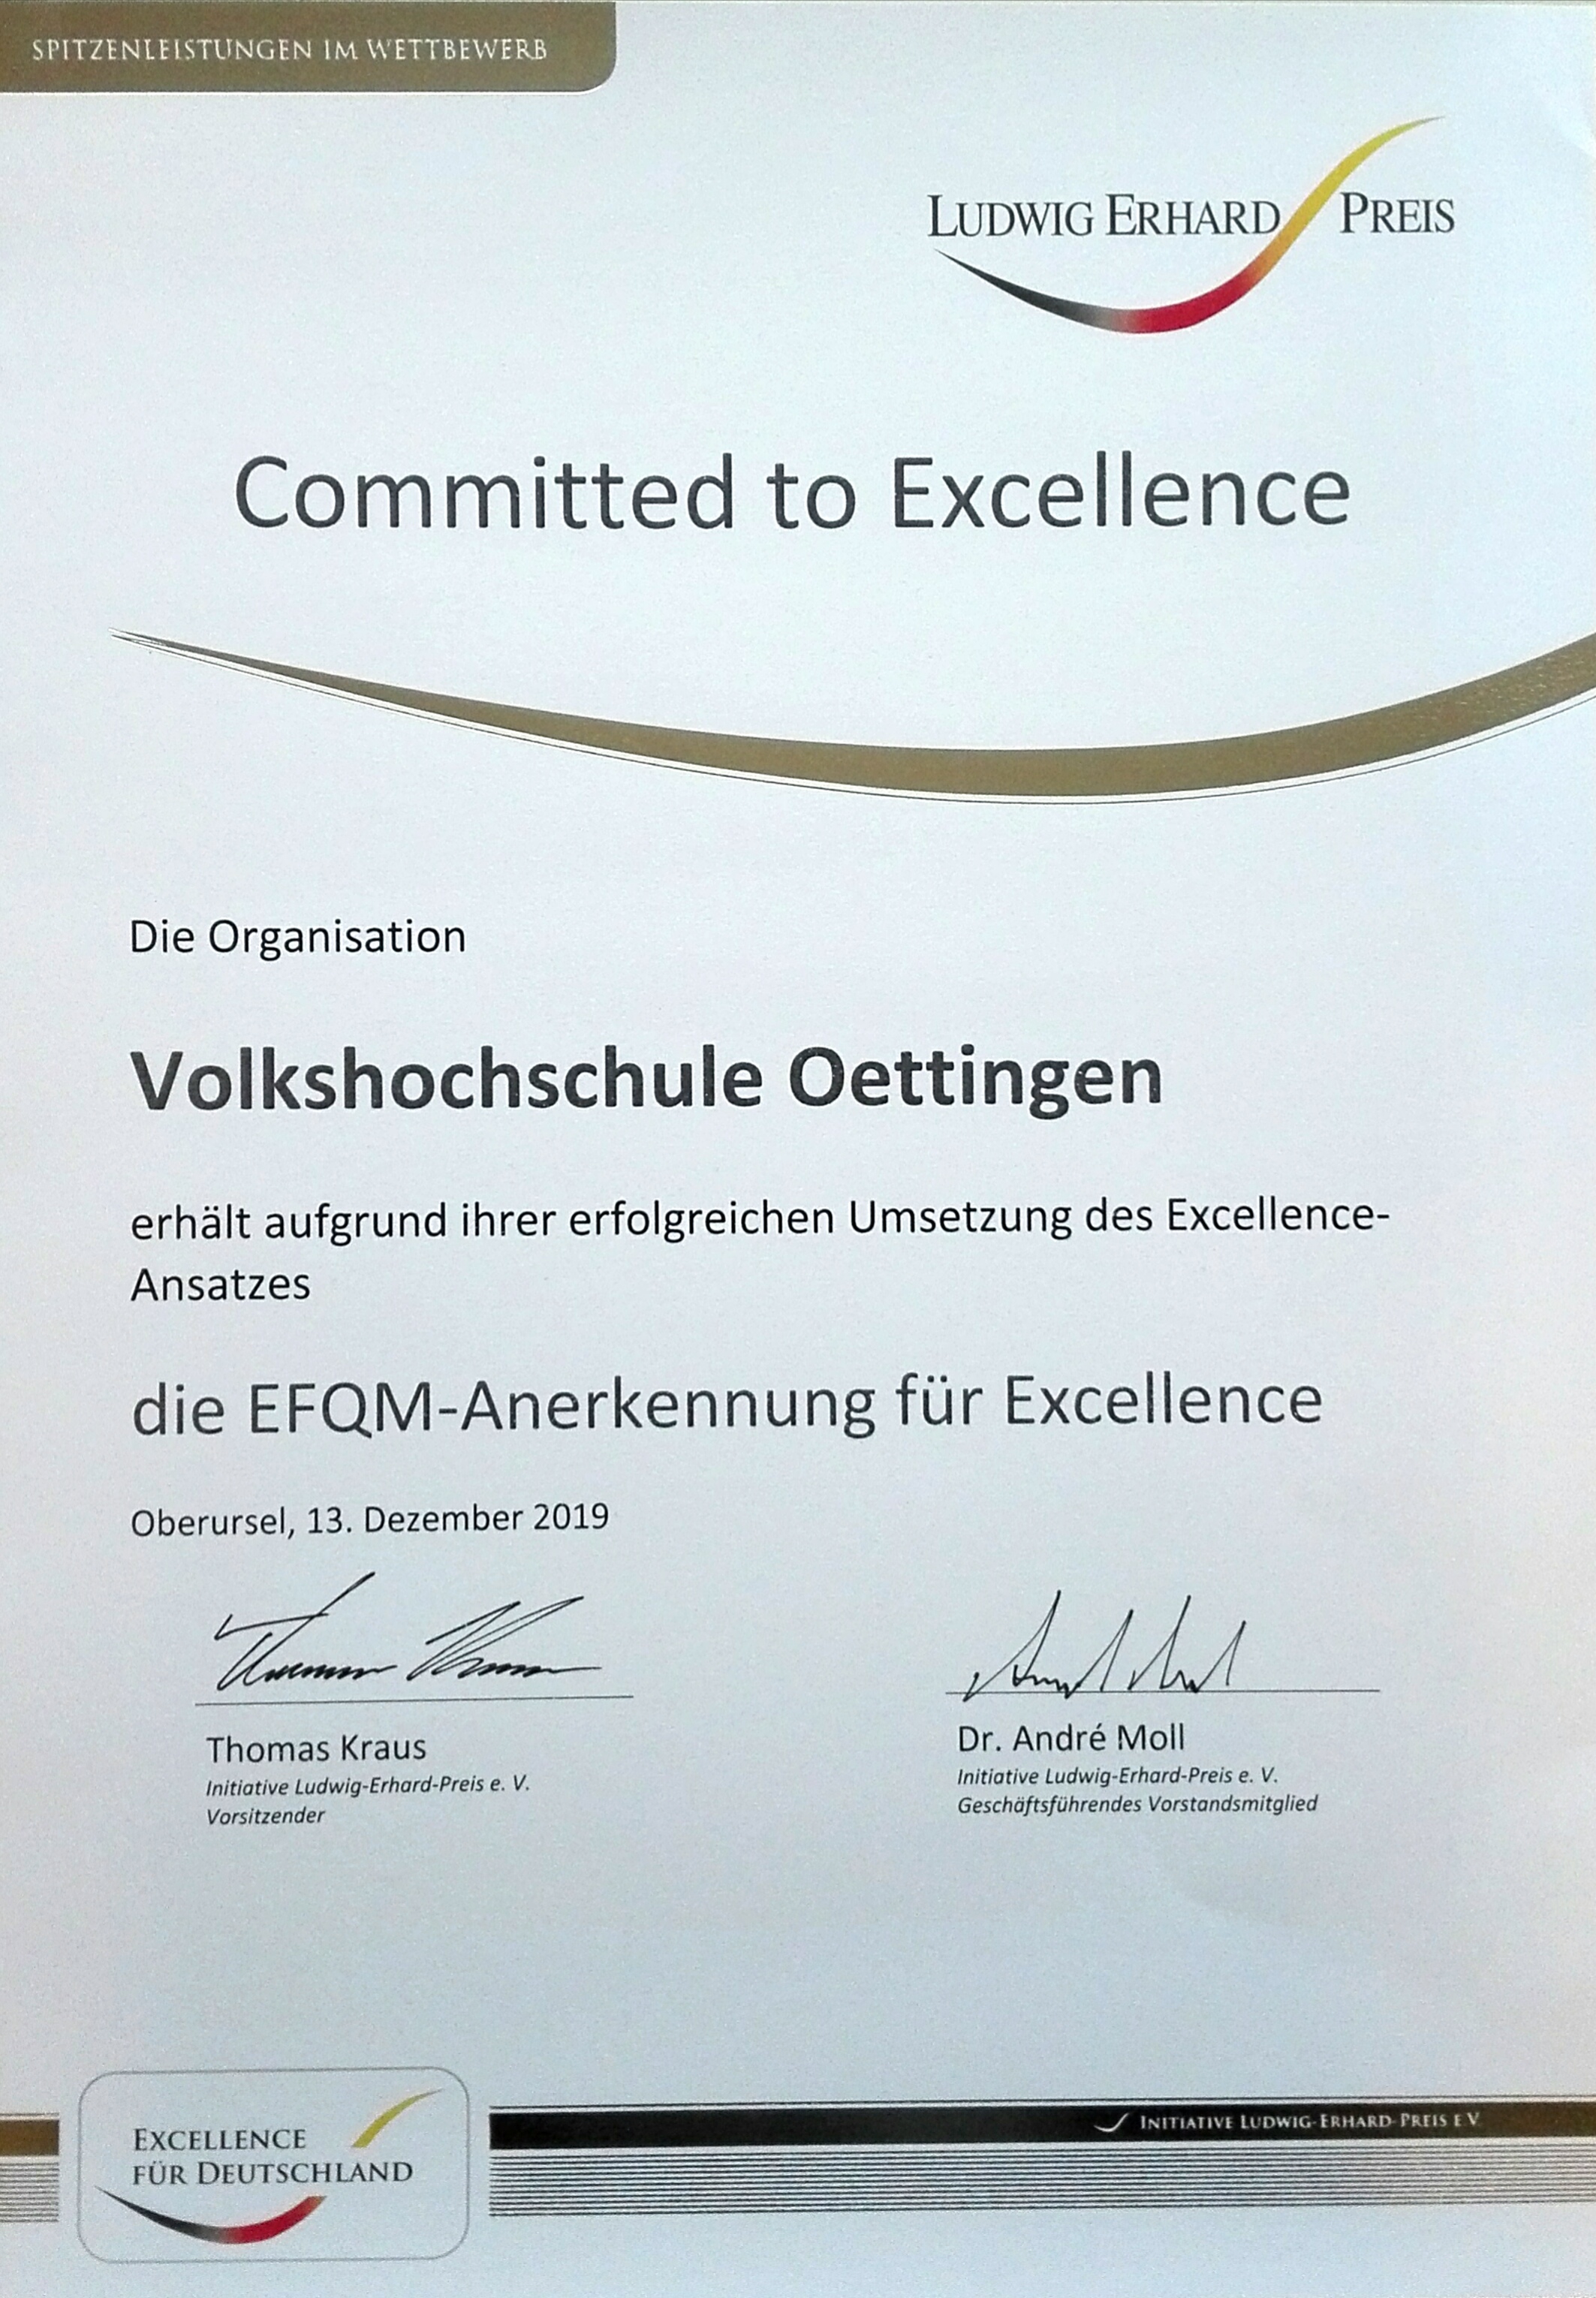 SPITZENLEISTUNGEN IM WETTBEWERB
LUDWIG ERHARD PREIS
Committed to Excellence
Die Organisation
Volkshochschule Oettingen
erhält aufgrund ihrer erfolgreichen Umsetzung des Excellence-
Ansatzes
die EFQM-Anerkennung für Excellence
Oberursel, 13. Dezember 2019
Thomas Kraus
Initiative Ludwig-Erhard-Preis e. V.
Vorsitzender
Dr. André Moll
Initiative Ludwig-Erhard-Preis e. V.
Geschäftsführendes Vorstandsmitglied
EXCELLENCE
FÜR DEUTSCHLAND
INITIATIVE LUDWIG-ERHARD-PREIS E.V.